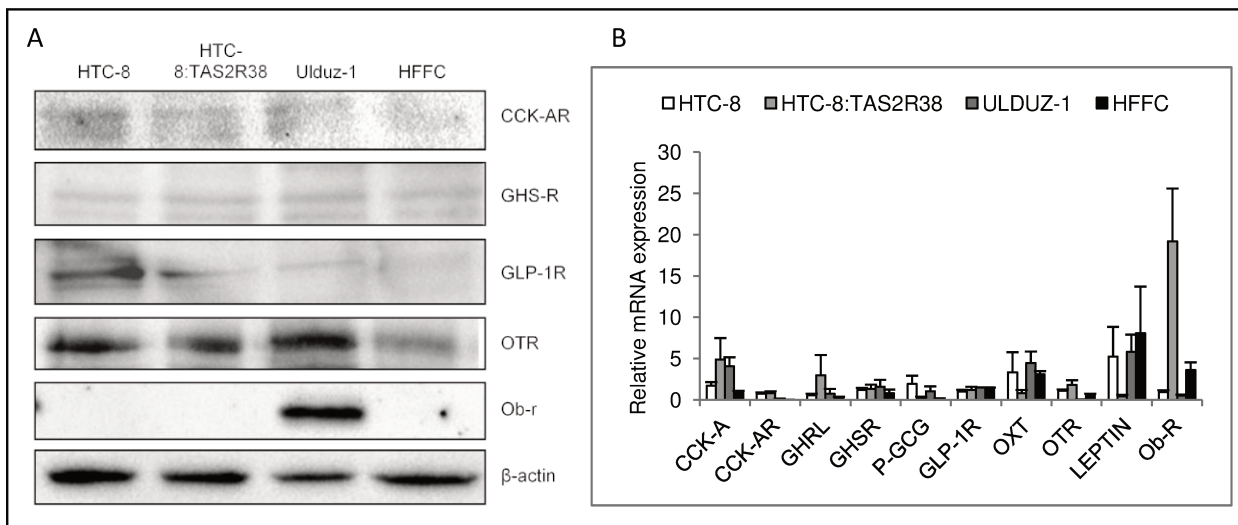 A
HTC-8
HTC-
8:TAS2R38
Ulduz-1
HFFC
CCK-AR
GHS-R
GLP-1R
OTR
Ob-r
β-actin
B
HTC-8 HTC-8:TAS2R38 ULDUZ-1 HFFC
Relative mRNA expression
30
25
20
15
10
5
0
CCK-A
CCK-AR
GHRL
GHSR
P-GCG
GLP-1R
OXT
OTR
LEPTIN
Ob-R